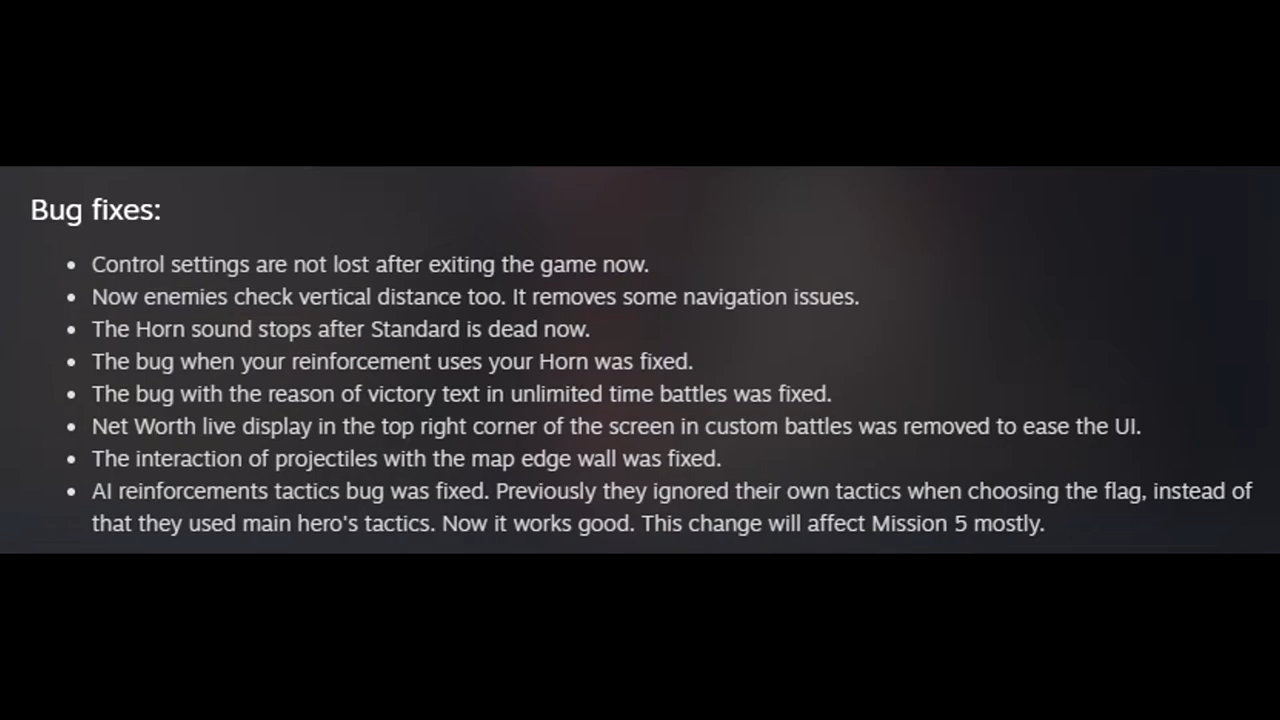 Bug fixes:
Control settings are not lost after exiting the game now.
Now enemies check vertical distance too. It removes some navigation issues.
The Horn sound stops after Standard is dead now.
The bug when your reinforcement uses your Horn was fixed.
The bug with the reason of victory text in unlimited time battles was fixed.
Net Worth live display in the top right corner of the screen in custom battles was removed to ease the UI.
The interaction of projectiles with the map edge wall was fixed.
AI reinforcements tactics bug was fixed. Previously they ignored their own tactics when choosing the flag, instead of
that they used main hero's tactics. Now it works good. This change will affect Mission 5 mostly.